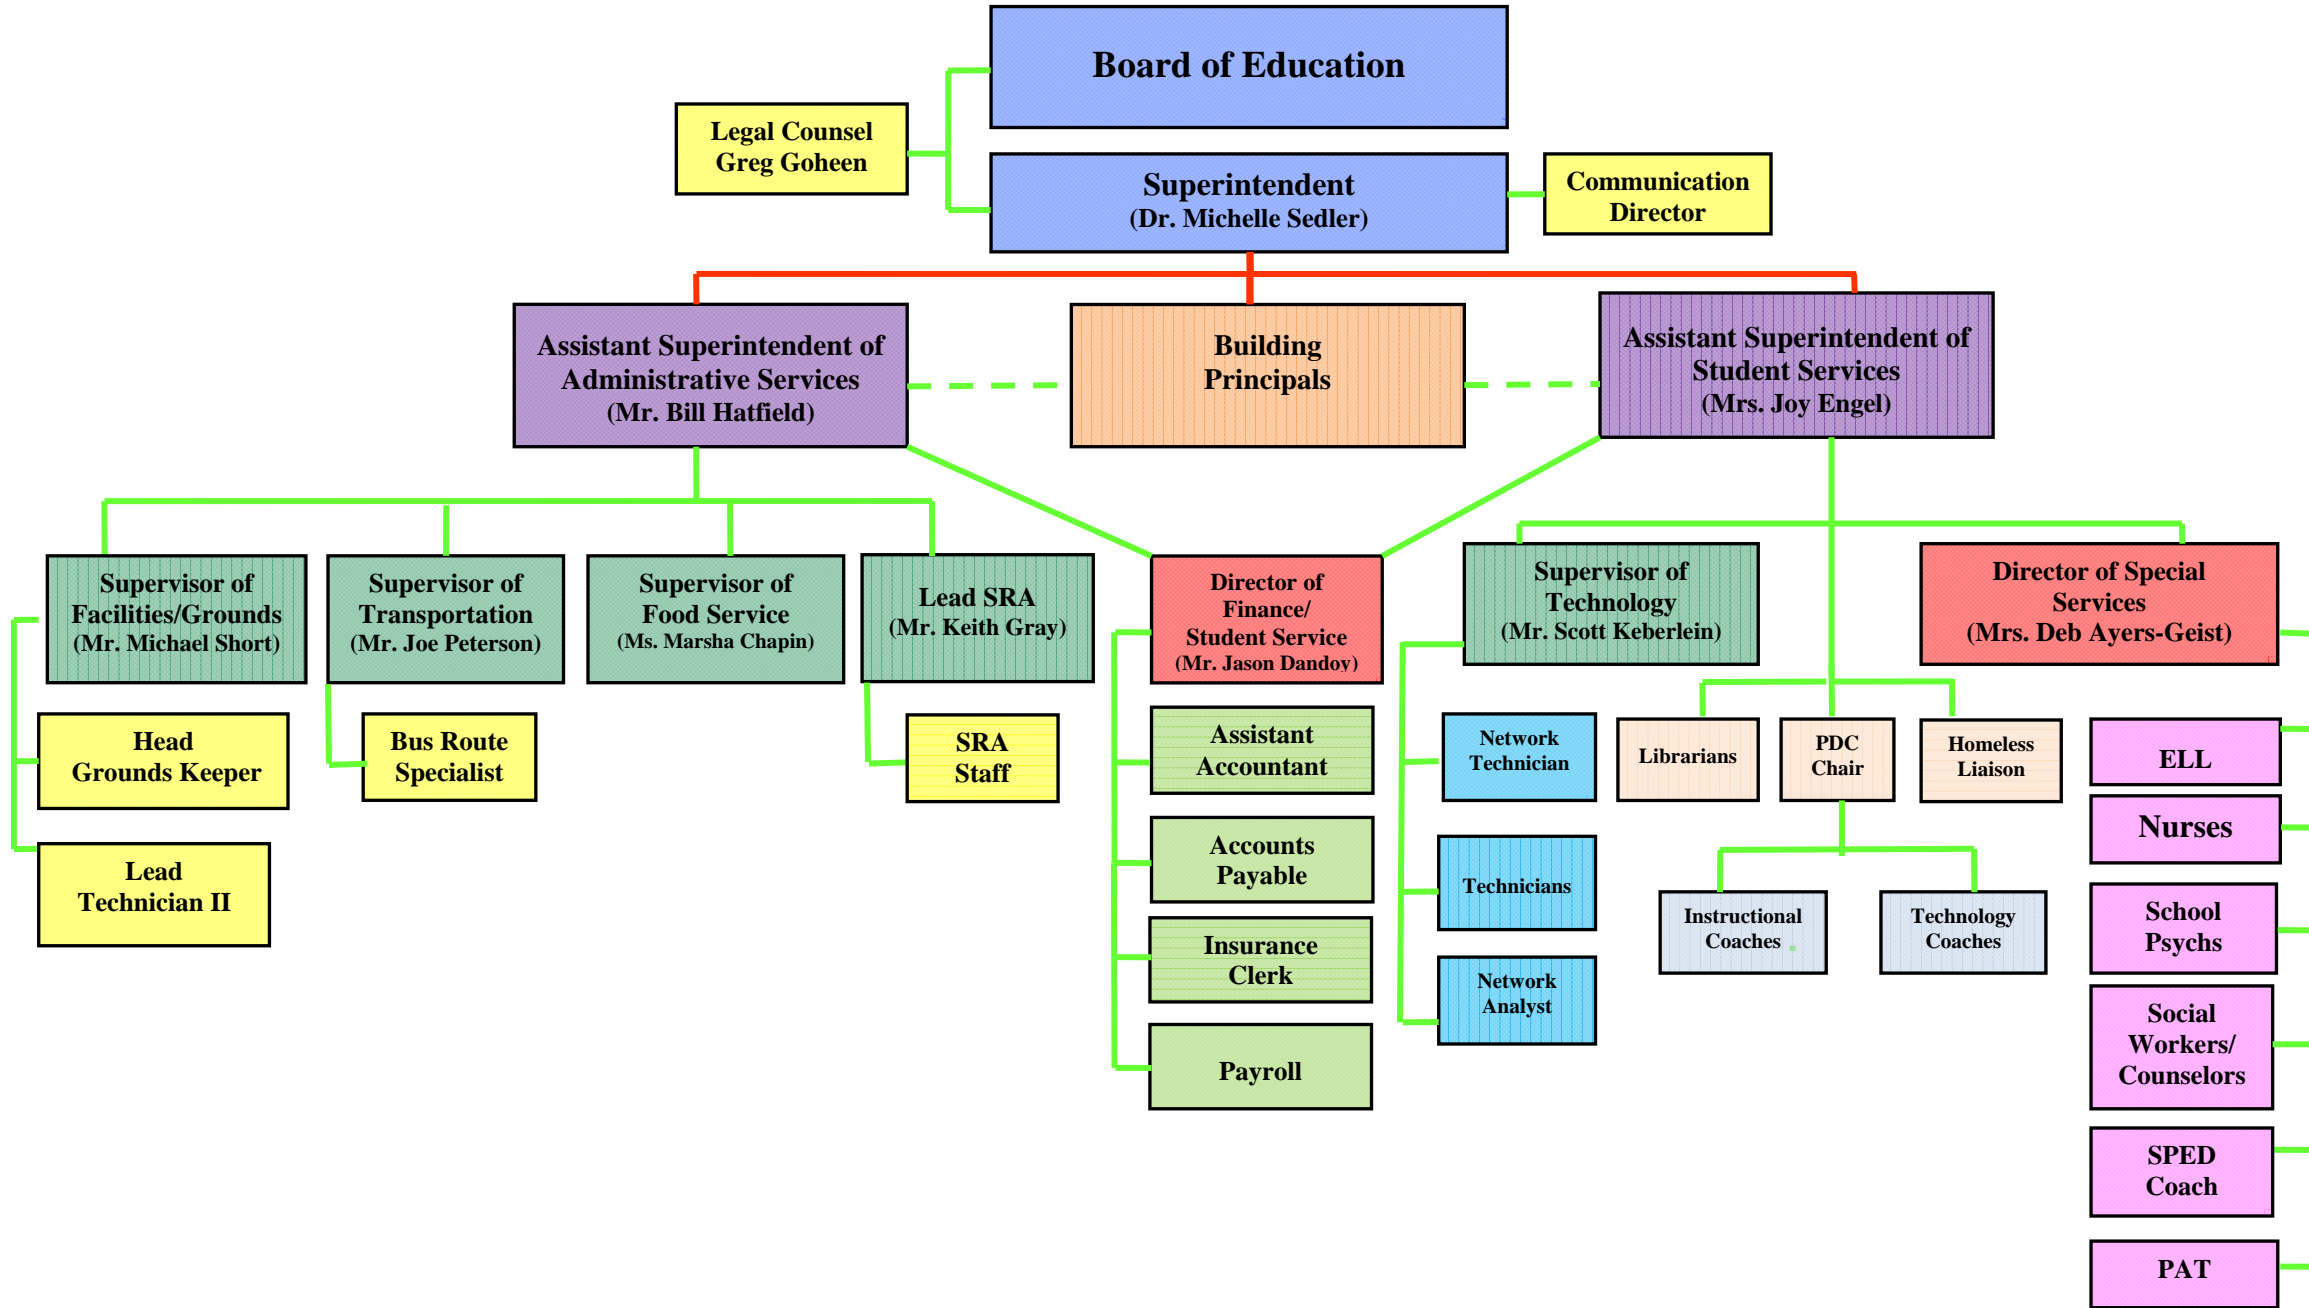 Board of Education
Legal Counsel
Greg Goheen
Superintendent
(Dr. Michelle Sedler)
Communication
Director
Assistant Superintendent of
Administrative Services
(Mr. Bill Hatfield)
Building
Principals
Assistant Superintendent of
Student Services
(Mrs. Joy Engel)
Supervisor of
Facilities/Grounds
(Mr. Michael Short)
Supervisor of
Transportation
(Mr. Joe Peterson)
Supervisor of
Food Service
(Ms. Marsha Chapin)
Lead SRA
(Mr. Keith Gray)
Director of
Finance/
Student Service
(Mr. Jason Dandoy)
Supervisor of
Technology
(Mr. Scott Keberlein)
Director of Special
Services
(Mrs. Deb Ayers-Geist)
Head
Grounds Keeper
Bus Route
Specialist
SRA
Staff
Assistant
Accountant
Network
Technician
Librarians
PDC
Chair
Homeless
Liaison
ELL
Nurses
Lead
Technician II
Accounts
Payable
Technicians
Instructional
Coaches
Technology
Coaches
School
Psychs
Insurance
Clerk
Network
Analyst
Social
Workers/
Counselors
Payroll
SPED
Coach
PAT